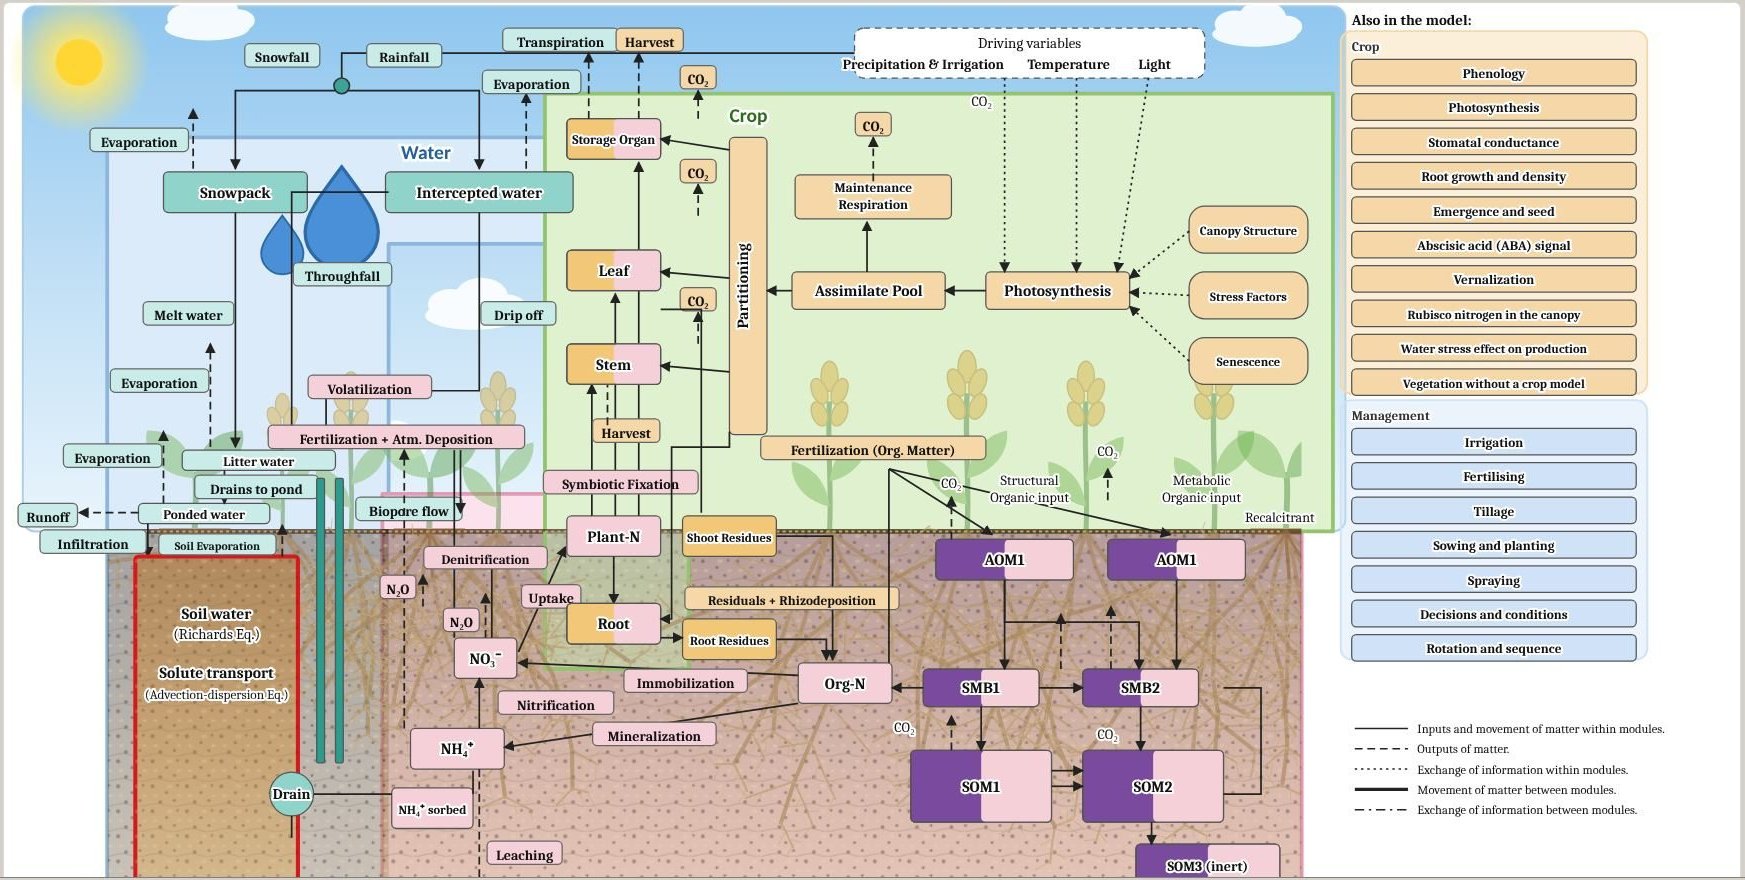 Also in the model:
Snowfall
Rainfall
Transpiration
Harvest
Driving variables
Precipitation & Irrigation
Temperature
Light
Evaporation
CO₂
CO₂
Evaporation
Water
Crop
Storage Organ
CO₂
Snowpack
Intercepted water
CO₂
Maintenance
Respiration
Canopy Structure
Throughfall
Leaf
Partitioning
Assimilate Pool
Photosynthesis
Stress Factors
Melt water
Drip off
CO₂
Stem
Senescence
Evaporation
Volatilization
Harvest
Fertilization + Atm. Deposition
Fertilization (Org. Matter)
Evaporation
Litter water
CO₂
Drains to pond
Symbiotic Fixation
CO₂
Structural
Organic input
Metabolic
Organic input
Recalcitrant
Runoff
Ponded water
Biopore flow
Infiltration
Soil Evaporation
Plant-N
Shoot Residues
Denitrification
AOM1
AOM1
N₂O
Uptake
Residuals + Rhizodeposition
Soil water
(Richards Eq.)
N₂O
Root
Root Residues
NO₃⁻
Solute transport
(Advection-dispersion Eq.)
Immobilization
Org-N
SMB1
SMB2
Nitrification
CO₂
CO₂
NH₄⁺
Mineralization
Drain
NH₄⁺ sorbed
SOM1
SOM2
Leaching
SOM3 (inert)
Crop
Phenology
Photosynthesis
Stomatal conductance
Root growth and density
Emergence and seed
Abscisic acid (ABA) signal
Vernalization
Rubisco nitrogen in the canopy
Water stress effect on production
Vegetation without a crop model
Management
Irrigation
Fertilising
Tillage
Sowing and planting
Spraying
Decisions and conditions
Rotation and sequence
Inputs and movement of matter within modules.
Outputs of matter.
Exchange of information within modules.
Movement of matter between modules.
Exchange of information between modules.